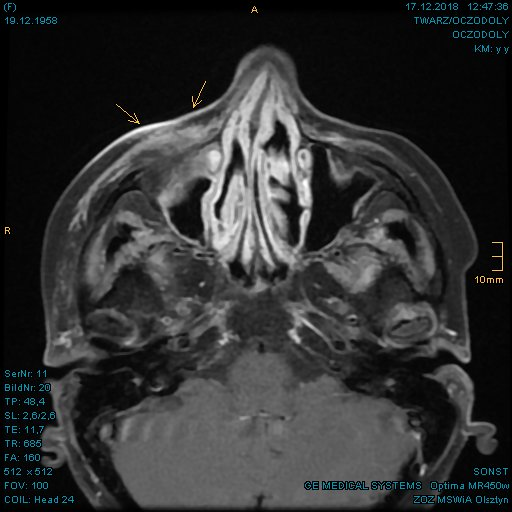 (F)
19.12.1958
A
17.12.2018 12:47:36
TWARZ/OCZODOLY
OCZODOLY
KM: y y
R
10mm
SerNr: 11
BildNr: 20
TP: 48,4
SL: 2,6/2,6
TE: 11,7
TR: 685
FA: 160
512 × 512
FOV: 100
COIL: Head 24
SONST
GE MEDICAL SYSTEMS Optima MR450w
ZOZ MSWiA Olsztyn